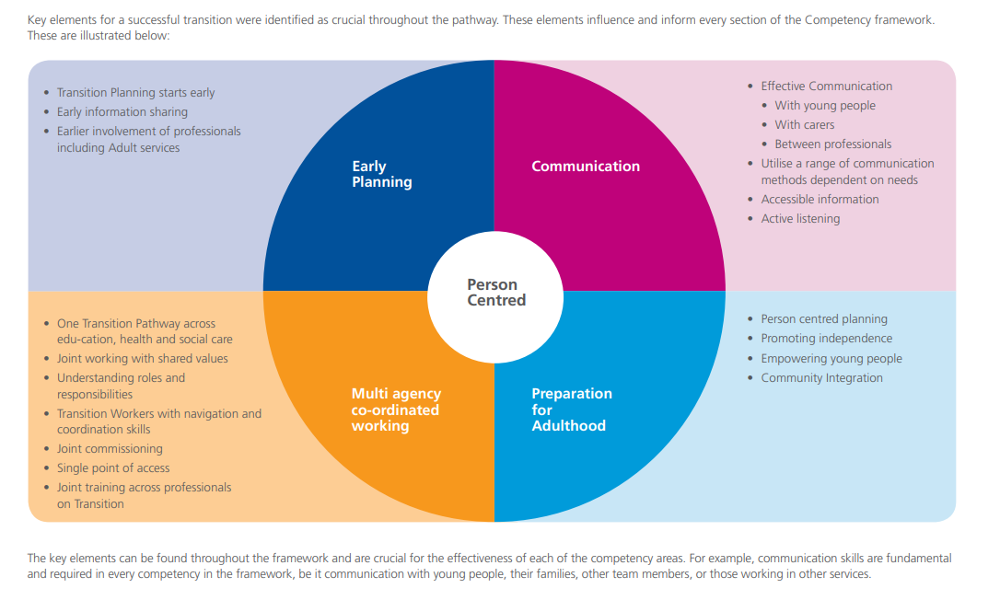 Key elements for a successful transition were identified as crucial throughout the pathway. These elements influence and inform every section of the Competency framework.
These are illustrated below:
• Transition Planning starts early
• Early information sharing
• Earlier involvement of professionals
including Adult services
Early
Planning
Communication
• Effective Communication
• With young people
• With carers
• Between professionals
• Utilise a range of communication
methods dependent on needs
• Accessible information
• Active listening
Person
Centred
• One Transition Pathway across
edu-cation, health and social care
• Joint working with shared values
• Understanding roles and
responsibilities
• Transition Workers with navigation and
coordination skills
• Joint commissioning
• Single point of access
• Joint training across professionals
on Transition
Multi agency
co-ordinated
working
Preparation
for
Adulthood
• Person centred planning
• Promoting independence
• Empowering young people
• Community Integration
The key elements can be found throughout the framework and are crucial for the effectiveness of each of the competency areas. For example, communication skills are fundamental
and required in every competency in the framework, be it communication with young people, their families, other team members, or those working in other services.